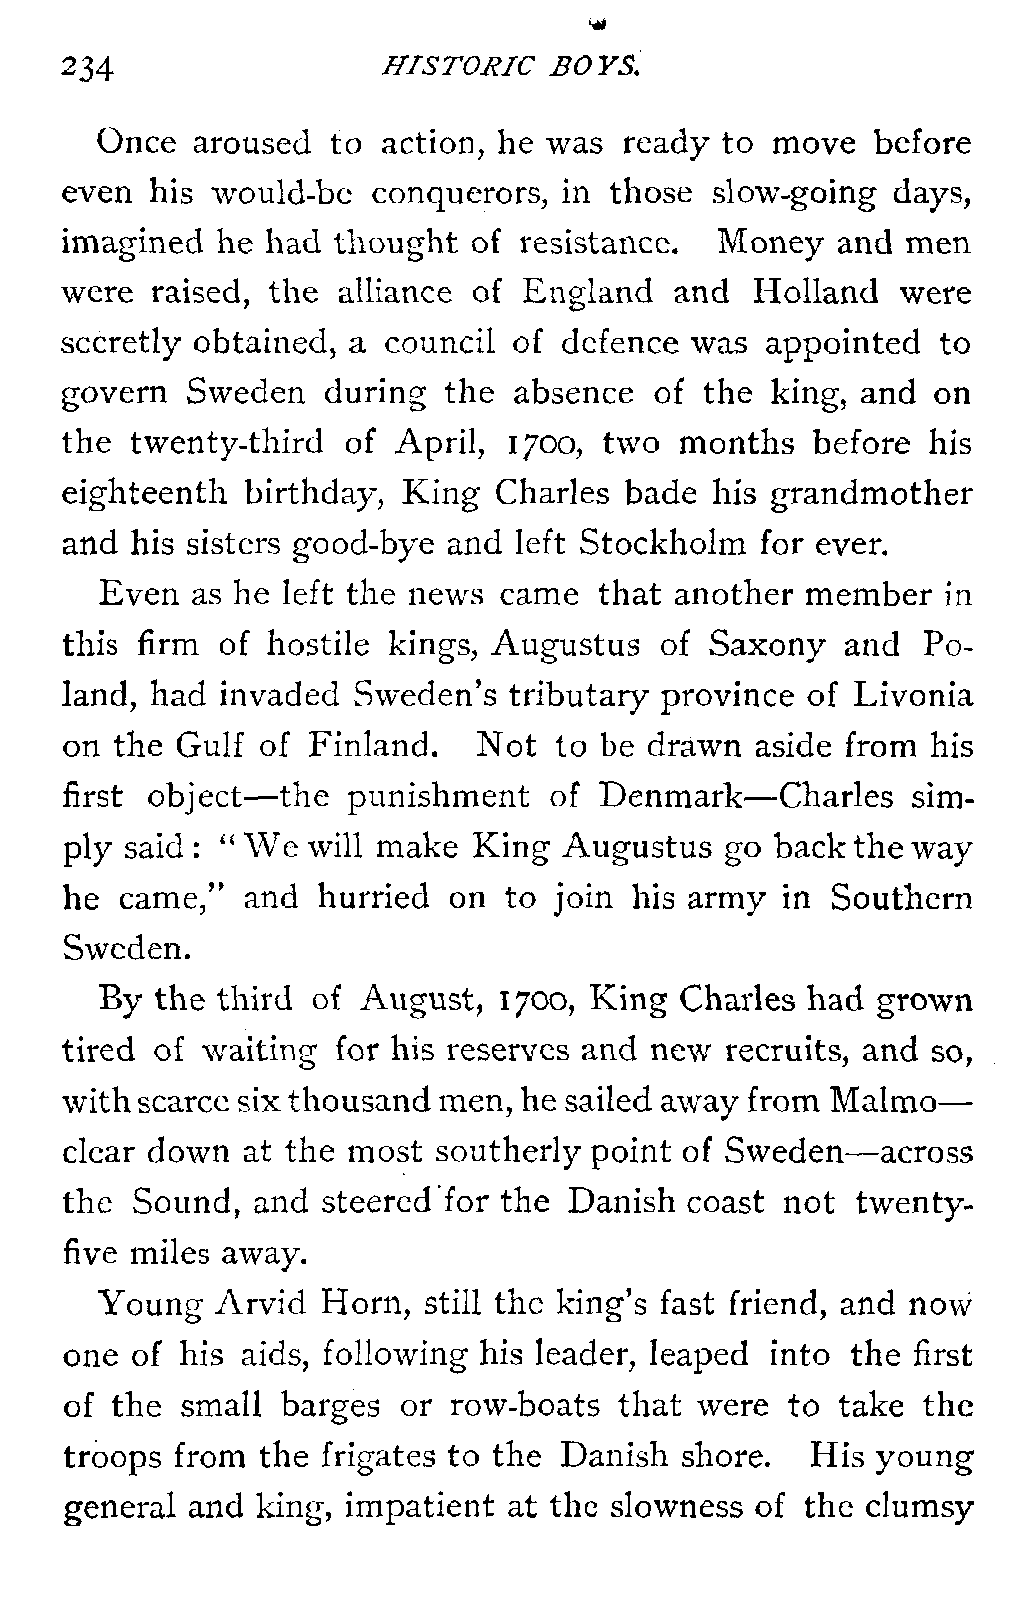 234 HISTORIC BOYS.
Once aroused to action, he was ready to move before
even his would-be conquerors, in those slow-going days,
imagined he had thought of resistance. Money and men
were raised, the alliance of England and Holland were
secretly obtained, a council of defence was appointed to
govern Sweden during the absence of the king, and on
the twenty-third of April, 1700, two months before his
eighteenth birthday, King Charles bade his grandmother
and his sisters good-bye and left Stockholm for ever.
Even as he left the news came that another member in
this firm of hostile kings, Augustus of Saxony and Po-
land, had invaded Sweden's tributary province of Livonia
on the Gulf of Finland. Not to be drawn aside from his
first object—the punishment of Denmark—Charles sim-
ply said: "We will make King Augustus go back the way
he came," and hurried on to join his army in Southern
Sweden.
By the third of August, 1700, King Charles had grown
tired of waiting for his reserves and new recruits, and so,
with scarce six thousand men, he sailed away from Malmo—
clear down at the most southerly point of Sweden—across
the Sound, and steered for the Danish coast not twenty-
five miles away.
Young Arvid Horn, still the king's fast friend, and now
one of his aids, following his leader, leaped into the first
of the small barges or row-boats that were to take the
troops from the frigates to the Danish shore. His young
general and king, impatient at the slowness of the clumsy